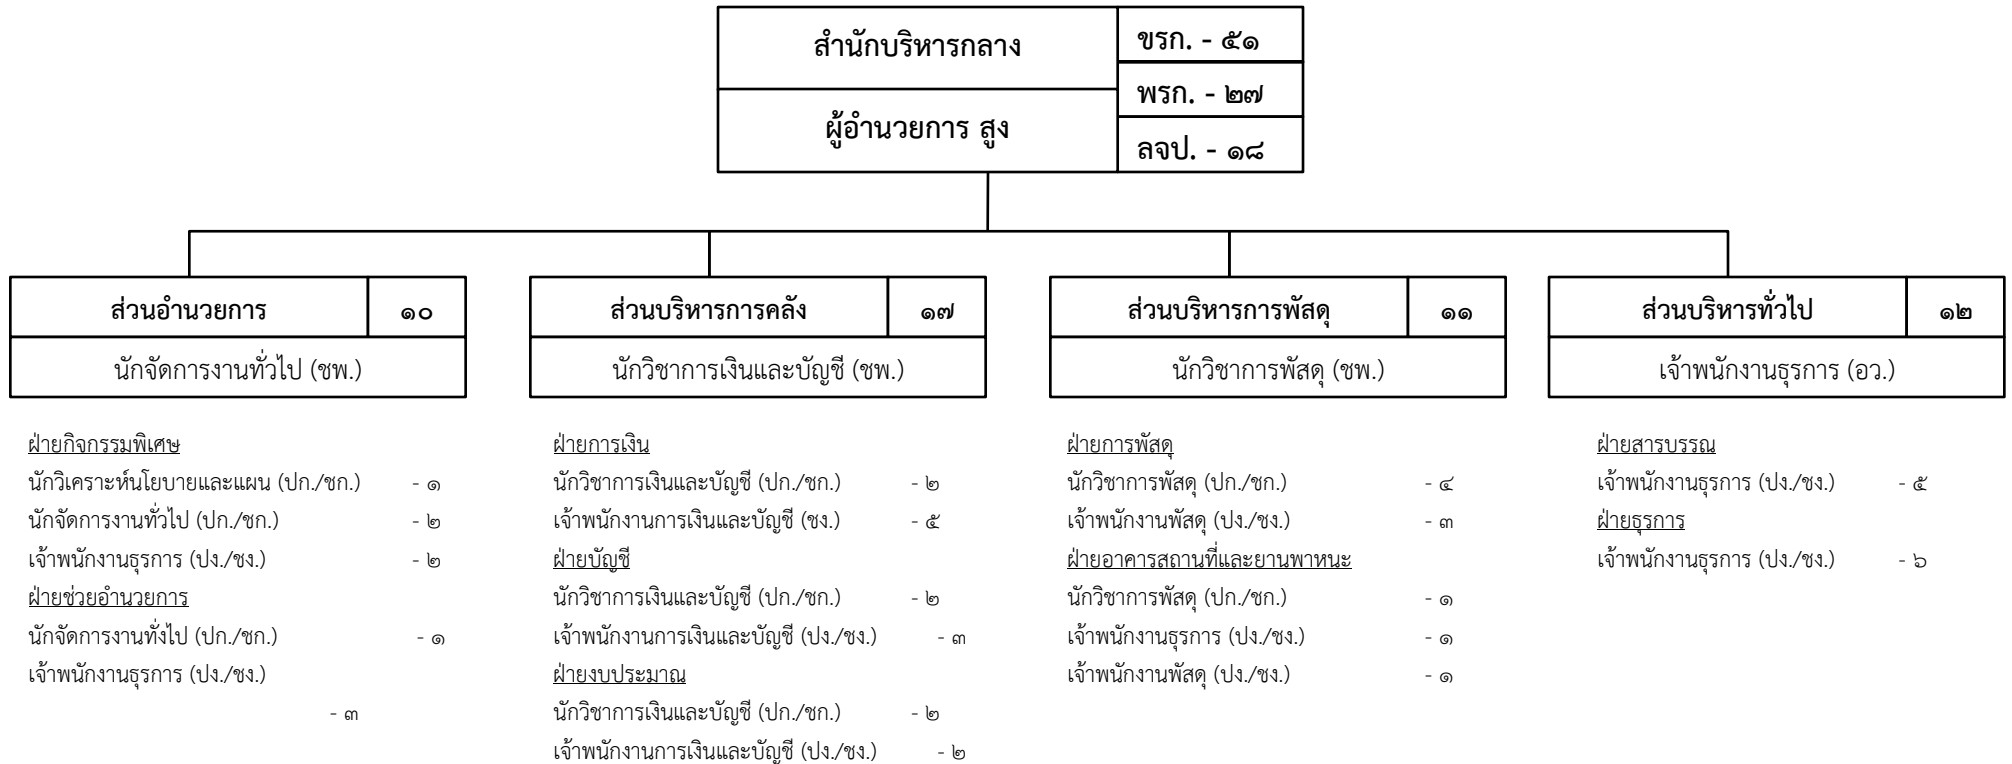 สำนักบริหารกลาง
ขรก. - ๕๑
พรก. - ๒๗
ผู้อำนวยการ สูง
ลจป. - ๑๘
ส่วนอำนวยการ ๑๐
นักจัดการงานทั่วไป (ชพ.)
ฝ่ายกิจกรรมพิเศษ
นักวิเคราะห์นโยบายและแผน (ปก./ชก.) - ๑
นักจัดการงานทั่วไป (ปก./ชก.) - ๒
เจ้าพนักงานธุรการ (ปง./ชง.) - ๒
ฝ่ายช่วยอำนวยการ
นักจัดการงานทั่งไป (ปก./ชก.) - ๑
เจ้าพนักงานธุรการ (ปง./ชง.)
- ๓
ส่วนบริหารการคลัง ๑๗
นักวิชาการเงินและบัญชี (ชพ.)
ฝ่ายการเงิน
นักวิชาการเงินและบัญชี (ปก./ชก.) - ๒
เจ้าพนักงานการเงินและบัญชี (ชง.) - ๕
ฝ่ายบัญชี
นักวิชาการเงินและบัญชี (ปก./ชก.) - ๒
เจ้าพนักงานการเงินและบัญชี (ปง./ชง.) - ๓
ฝ่ายงบประมาณ
นักวิชาการเงินและบัญชี (ปก./ชก.) - ๒
เจ้าพนักงานการเงินและบัญชี (ปง./ชง.) - ๒
ส่วนบริหารการพัสดุ ๑๑
นักวิชาการพัสดุ (ชพ.)
ฝ่ายการพัสดุ
นักวิชาการพัสดุ (ปก./ชก.) - ๔
เจ้าพนักงานพัสดุ (ปง./ชง.) - ๓
ฝ่ายอาคารสถานที่และยานพาหนะ
นักวิชาการพัสดุ (ปก./ชก.) - ๑
เจ้าพนักงานธุรการ (ปง./ชง.) - ๑
เจ้าพนักงานพัสดุ (ปง./ชง.) - ๑
ส่วนบริหารทั่วไป ๑๒
เจ้าพนักงานธุรการ (อว.)
ฝ่ายสารบรรณ
เจ้าพนักงานธุรการ (ปง./ชง.) - ๕
ฝ่ายธุรการ
เจ้าพนักงานธุรการ (ปง./ชง.) - ๖